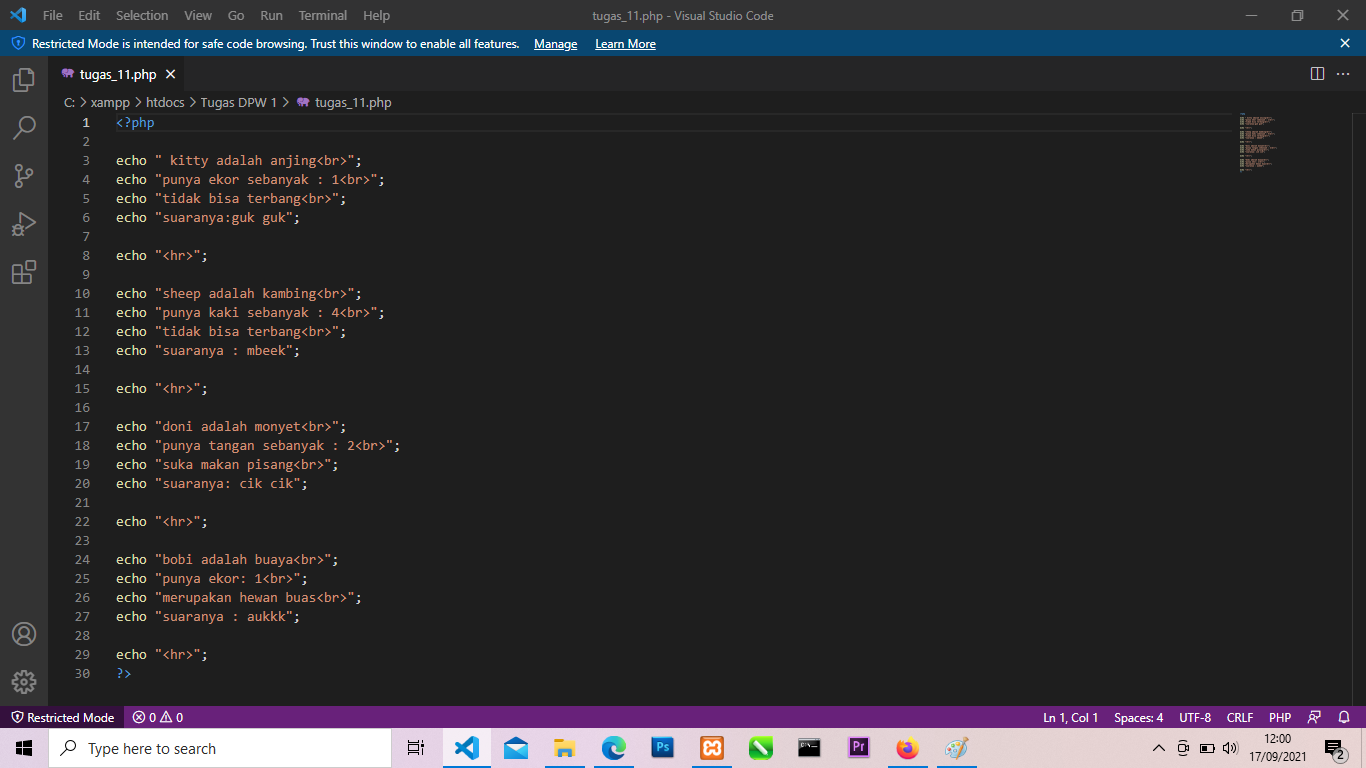 File Edit Selection View Go Run Terminal Help tugas_11.php - Visual Studio Code
Restricted Mode is intended for safe code browsing. Trust this window to enable all features. Manage Learn More
tugas_11.php
C: > xampp > htdocs > Tugas DPW 1 > tugas_11.php
1 <?php
2
3 echo " kitty adalah anjing<br>";
4 echo "punya ekor sebanyak : 1<br>";
5 echo "tidak bisa terbang<br>";
6 echo "suaranya:guk guk";
7
8 echo "<hr>";
9
10 echo "sheep adalah kambing<br>";
11 echo "punya kaki sebanyak : 4<br>";
12 echo "tidak bisa terbang<br>";
13 echo "suaranya : mbeek";
14
15 echo "<hr>";
16
17 echo "doni adalah monyet<br>";
18 echo "punya tangan sebanyak : 2<br>";
19 echo "suka makan pisang<br>";
20 echo "suaranya: cik cik";
21
22 echo "<hr>";
23
24 echo "bobi adalah buaya<br>";
25 echo "punya ekor: 1<br>";
26 echo "merupakan hewan buas<br>";
27 echo "suaranya : aukkk";
28
29 echo "<hr>";
30 ?>
Restricted Mode 0 0 Ln 1, Col 1 Spaces: 4 UTF-8 CRLF PHP
Type here to search Ps Pr 12:00
17/09/2021 2